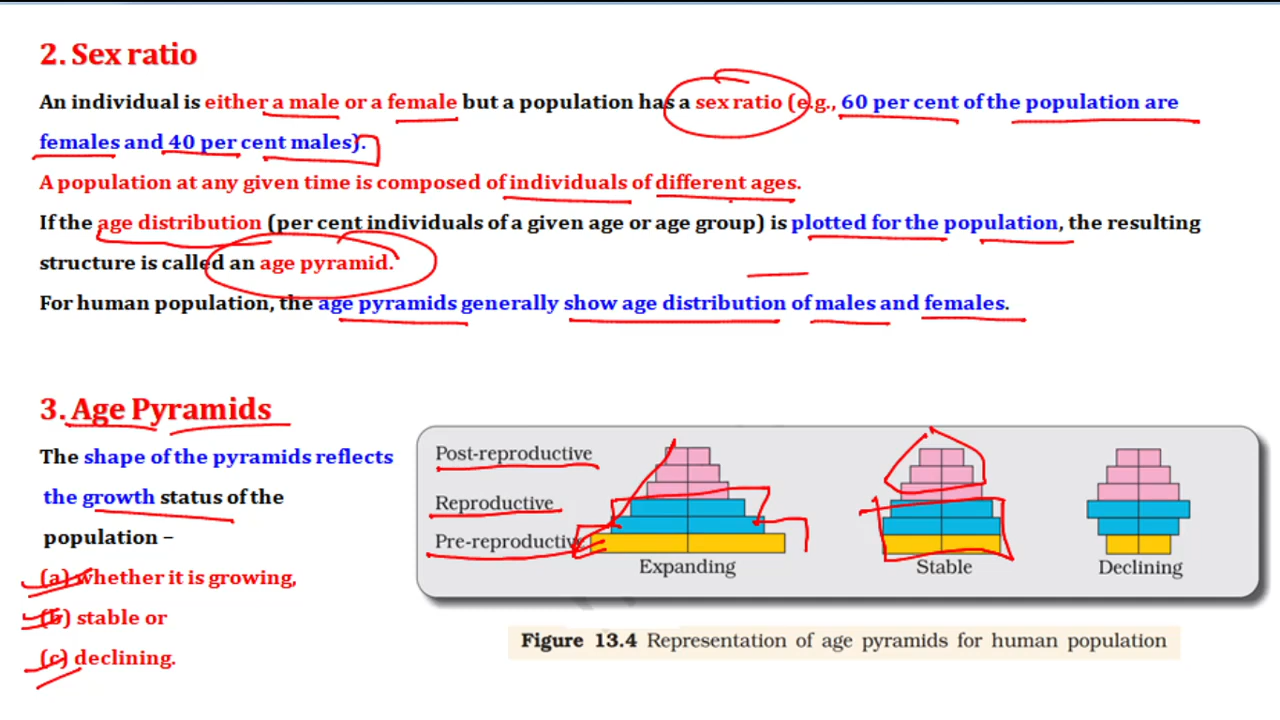 2. Sex ratio
An individual is either a male or a female but a population has a sex ratio (e.g., 60 per cent of the population are
females and 40 per cent males).
A population at any given time is composed of individuals of different ages.
If the age distribution (per cent individuals of a given age or age group) is plotted for the population, the resulting
structure is called an age pyramid.
For human population, the age pyramids generally show age distribution of males and females.
3. Age Pyramids
The shape of the pyramids reflects
the growth status of the
population –
(a) whether it is growing,
(b) stable or
(c) declining.
Post-reproductive
Reproductive
Pre-reproductive
Expanding
Stable
Declining
Figure 13.4 Representation of age pyramids for human population